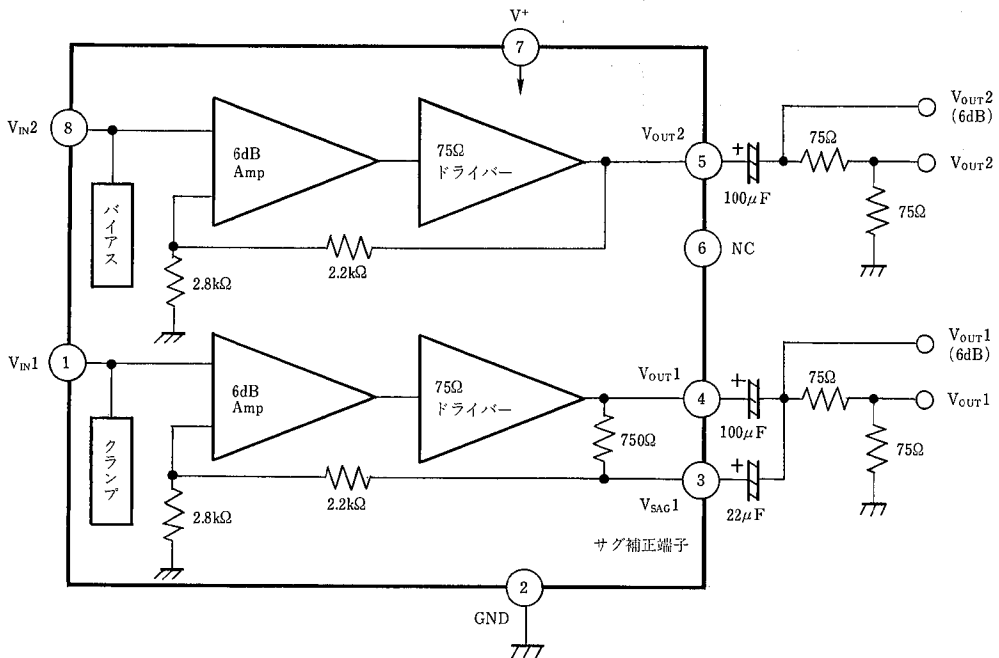 V⁺
7
VIN2
8
バイアス
6dB
Amp
75Ω
ドライバー
2.8kΩ
2.2kΩ
VOUT2
5
+
100μF
75Ω
75Ω
VOUT2
(6dB)
VOUT2
6
NC
VIN1
1
クランプ
6dB
Amp
75Ω
ドライバー
2.8kΩ
2.2kΩ
750Ω
VOUT1
4
+
100μF
3
VSAG1
+
22μF
サグ補正端子
75Ω
75Ω
VOUT1
(6dB)
VOUT1
2
GND